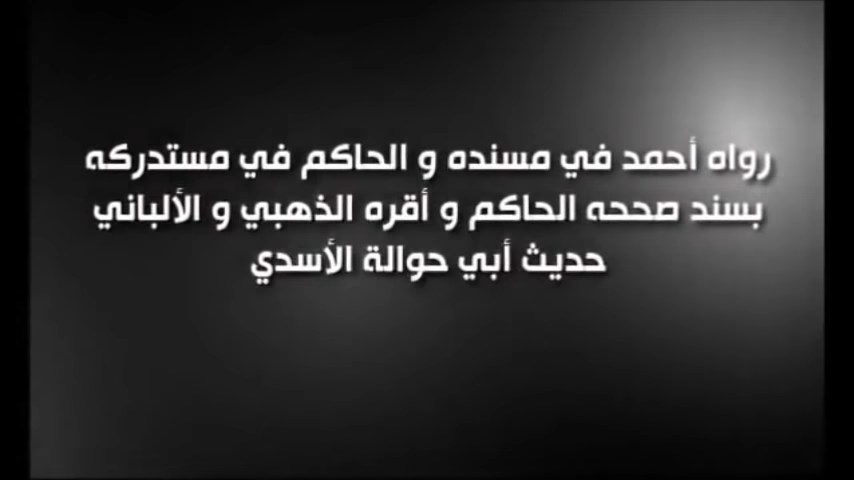 رواه أحمد في مسنده و الحاكم في مستدركه
بسند صححه الحاكم و أقره الذهبي و الألباني
حديث أبي حوالة الأسدي